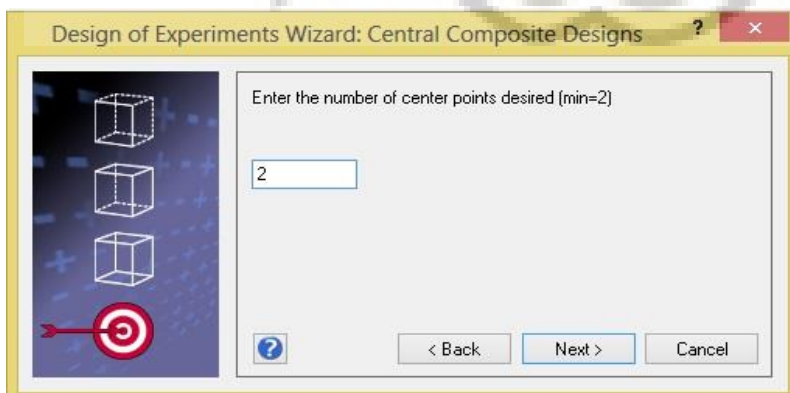 Design of Experiments Wizard: Central Composite Designs ? ×
Enter the number of center points desired (min=2)
2
? < Back Next > Cancel